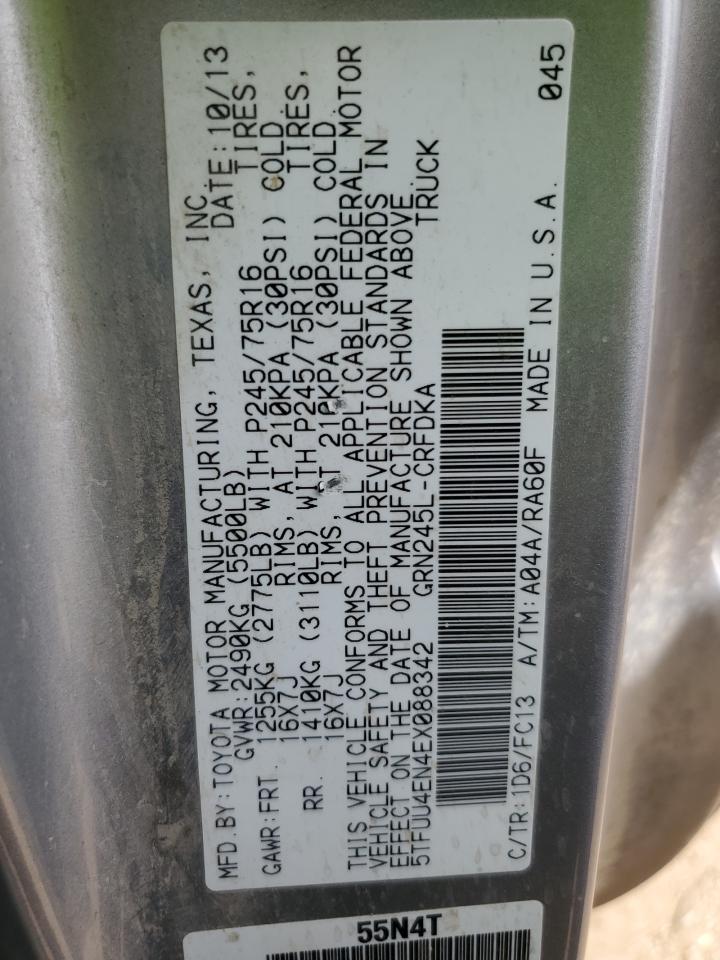 MFD.BY:TOYOTA MOTOR MANUFACTURING, TEXAS, INC.
GVWR:2490KG (5500LB) DATE:10/13
GAWR:FRT. 1255KG (2775LB) WITH P245/75R16 TIRES,
16X7J RIMS, AT 210KPA (30PSI) COLD
RR. 1410KG (3110LB) WITH P245/75R16 TIRES,
16X7J RIMS, AT 210KPA (30PSI) COLD
THIS VEHICLE CONFORMS TO ALL APPLICABLE FEDERAL MOTOR
VEHICLE SAFETY AND THEFT PREVENTION STANDARDS IN
EFFECT ON THE DATE OF MANUFACTURE SHOWN ABOVE.
5TFUU4EN4EX088342 GRN245L-CRFDKA TRUCK
C/TR:1D6/FC13 A/TM:A04A/RA60F MADE IN U.S.A. 045
55N4T